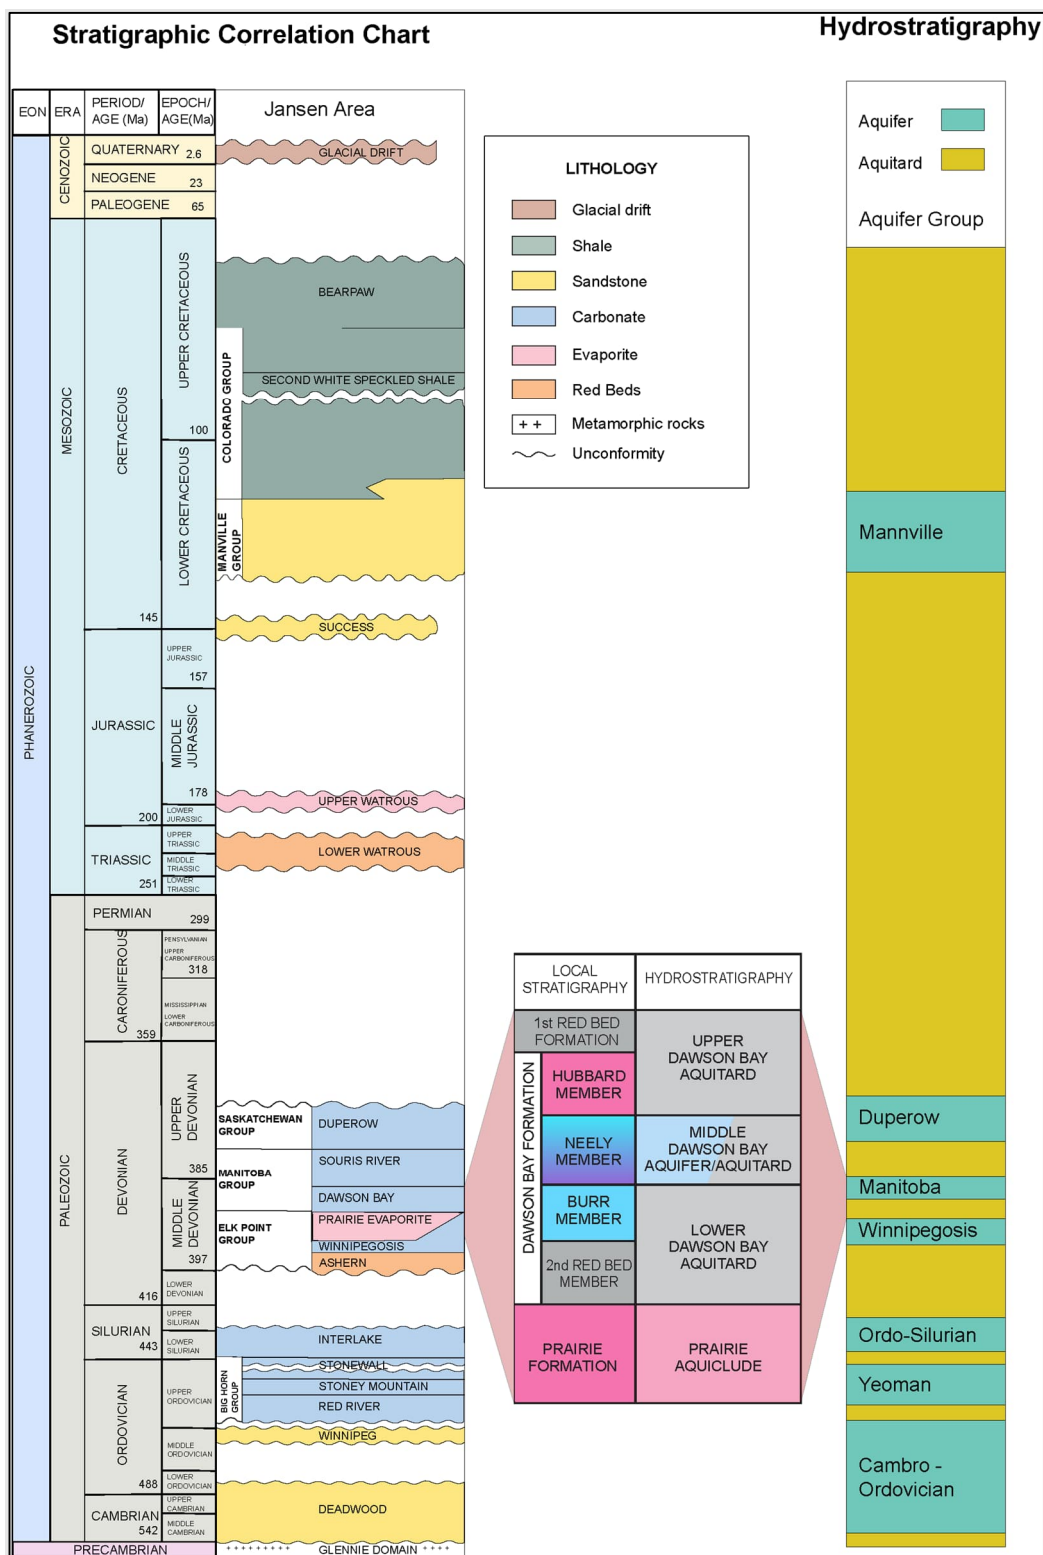 Stratigraphic Correlation Chart
Hydrostratigraphy
EON
ERA
PERIOD/
AGE (Ma)
EPOCH/
AGE(Ma)
Jansen Area
PHANEROZOIC
CENOZOIC
QUATERNARY 2.6
NEOGENE
23
PALEOGENE 65
GLACIAL DRIFT
MESOZOIC
CRETACEOUS
145
UPPER CRETACEOUS
100
LOWER CRETACEOUS
BEARPAW
COLORADO GROUP
SECOND WHITE SPECKLED SHALE
MANVILLE
GROUP
SUCCESS
JURASSIC
200
UPPER
JURASSIC
157
MIDDLE
JURASSIC
178
LOWER
JURASSIC
UPPER WATROUS
TRIASSIC
251
UPPER
TRIASSIC
MIDDLE
TRIASSIC
LOWER
TRIASSIC
LOWER WATROUS
PALEOZOIC
PERMIAN
299
CARONIFEROUS
359
PENSYLVANIAN
UPPER
CARBONIFEROUS
318
MISSISSIPPIAN
LOWER
CARBONIFEROUS
DEVONIAN
416
UPPER
DEVONIAN
385
MIDDLE
DEVONIAN
397
LOWER
DEVONIAN
SASKATCHEWAN
GROUP
DUPEROW
MANITOBA
GROUP
SOURIS RIVER
DAWSON BAY
ELK POINT
GROUP
PRAIRIE EVAPORITE
WINNIPEGOSIS
ASHERN
SILURIAN
443
UPPER
SILURIAN
LOWER
SILURIAN
INTERLAKE
ORDOVICIAN
488
UPPER
ORDOVICIAN
MIDDLE
ORDOVICIAN
LOWER
ORDOVICIAN
BIG HORN
GROUP
STONEWALL
STONEY MOUNTAIN
RED RIVER
WINNIPEG
CAMBRIAN
542
UPPER
CAMBRIAN
MIDDLE
CAMBRIAN
DEADWOOD
PRECAMBRIAN
+++++++++ GLENNIE DOMAIN ++++
LITHOLOGY
Glacial drift
Shale
Sandstone
Carbonate
Evaporite
Red Beds
++ Metamorphic rocks
Unconformity
LOCAL
STRATIGRAPHY
HYDROSTRATIGRAPHY
1st RED BED
FORMATION
DAWSON BAY FORMATION
HUBBARD
MEMBER
NEELY
MEMBER
BURR
MEMBER
2nd RED BED
MEMBER
PRAIRIE
FORMATION
UPPER
DAWSON BAY
AQUITARD
MIDDLE
DAWSON BAY
AQUIFER/AQUITARD
LOWER
DAWSON BAY
AQUITARD
PRAIRIE
AQUICLUDE
Aquifer
Aquitard
Aquifer Group
Mannville
Duperow
Manitoba
Winnipegosis
Ordo-Silurian
Yeoman
Cambro -
Ordovician